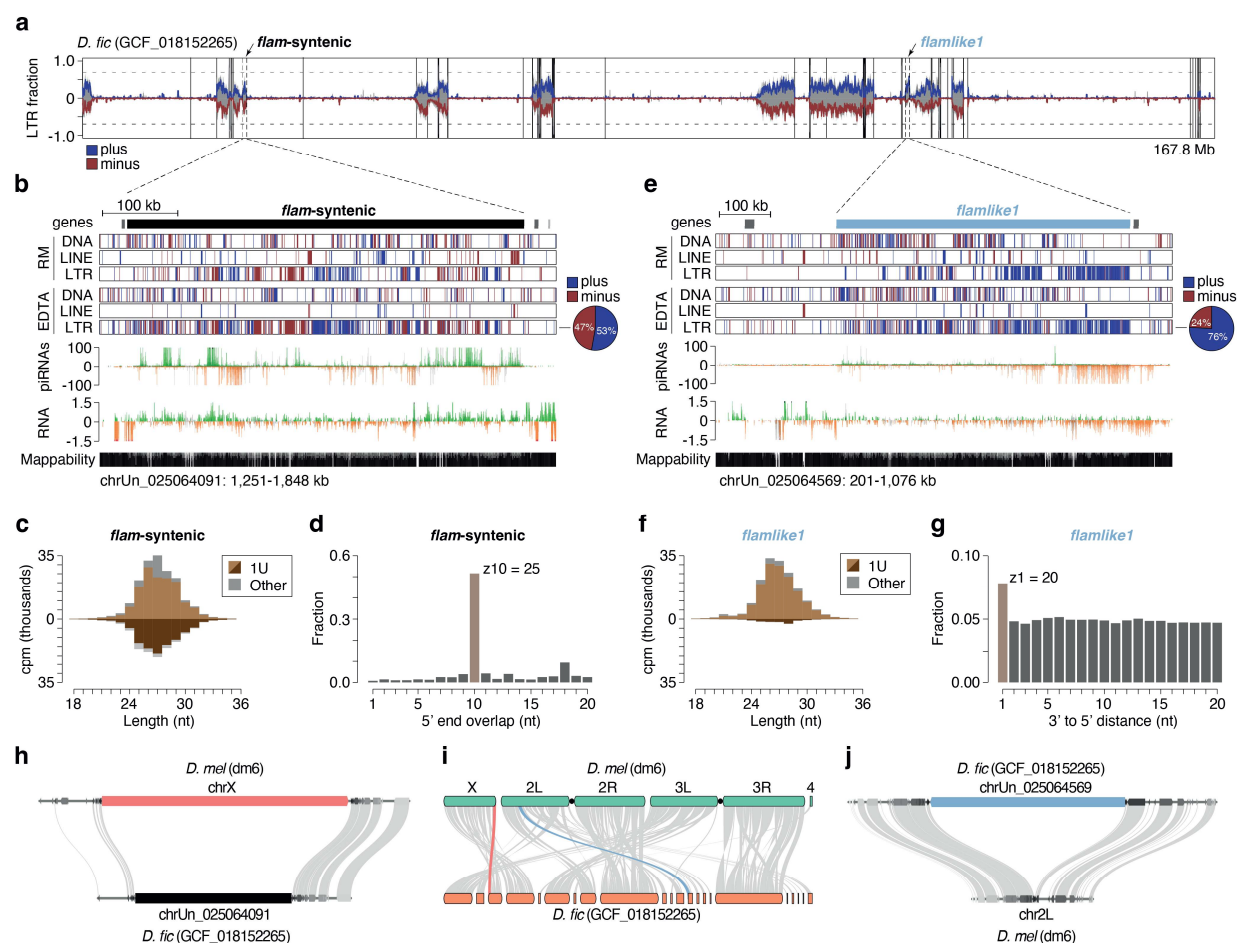 a
D. fic (GCF_018152265)
flam-syntenic
flamlike1
LTR fraction
1.0
0
-1.0
167.8 Mb
plus
minus
b
100 kb
flam-syntenic
genes
RM
DNA
LINE
LTR
EDTA
DNA
LINE
LTR
plus
minus
47%
53%
piRNAs
100
0
-100
RNA
1.5
0
-1.5
Mappability
chrUn_025064091: 1,251-1,848 kb
e
100 kb
flamlike1
genes
RM
DNA
LINE
LTR
EDTA
DNA
LINE
LTR
plus
minus
24%
76%
piRNAs
100
0
-100
RNA
1.5
0
-1.5
Mappability
chrUn_025064569: 201-1,076 kb
c
flam-syntenic
cpm (thousands)
35
0
35
1U
Other
18 24 30 36
Length (nt)
d
flam-syntenic
Fraction
0.6
0.3
0.0
z10 = 25
1 5 10 15 20
5' end overlap (nt)
f
flamlike1
cpm (thousands)
35
0
35
1U
Other
18 24 30 36
Length (nt)
g
flamlike1
Fraction
0.10
0.05
0.00
z1 = 20
1 5 10 15 20
3' to 5' distance (nt)
h
D. mel (dm6)
chrX
chrUn_025064091
D. fic (GCF_018152265)
i
D. mel (dm6)
X 2L 2R 3L 3R 4
D. fic (GCF_018152265)
j
D. fic (GCF_018152265)
chrUn_025064569
chr2L
D. mel (dm6)